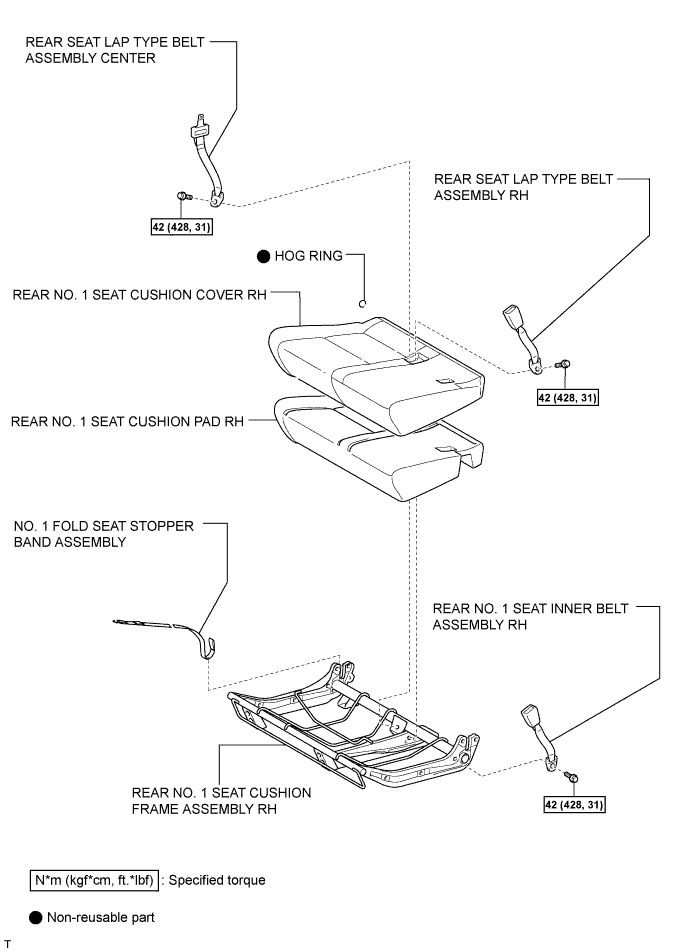 REAR SEAT LAP TYPE BELT
ASSEMBLY CENTER
42 (428, 31)
REAR SEAT LAP TYPE BELT
ASSEMBLY RH
HOG RING
REAR NO. 1 SEAT CUSHION COVER RH
42 (428, 31)
REAR NO. 1 SEAT CUSHION PAD RH
NO. 1 FOLD SEAT STOPPER
BAND ASSEMBLY
REAR NO. 1 SEAT INNER BELT
ASSEMBLY RH
REAR NO. 1 SEAT CUSHION
FRAME ASSEMBLY RH
42 (428, 31)
N*m (kgf*cm, ft.*lbf) : Specified torque
Non-reusable part
T